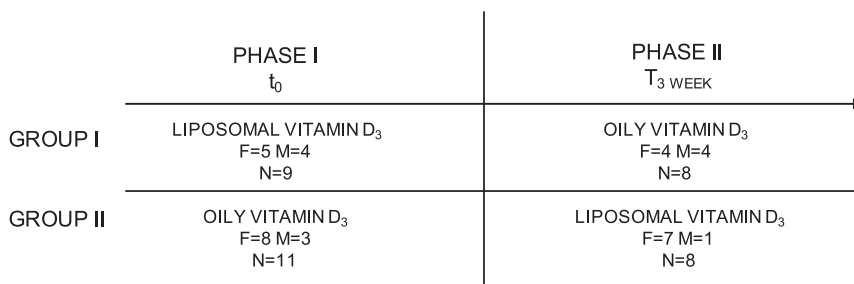 PHASE I
t₀
PHASE II
T₃ WEEK
GROUP I
LIPOSOMAL VITAMIN D₃
F=5 M=4
N=9
OILY VITAMIN D₃
F=4 M=4
N=8
GROUP II
OILY VITAMIN D₃
F=8 M=3
N=11
LIPOSOMAL VITAMIN D₃
F=7 M=1
N=8